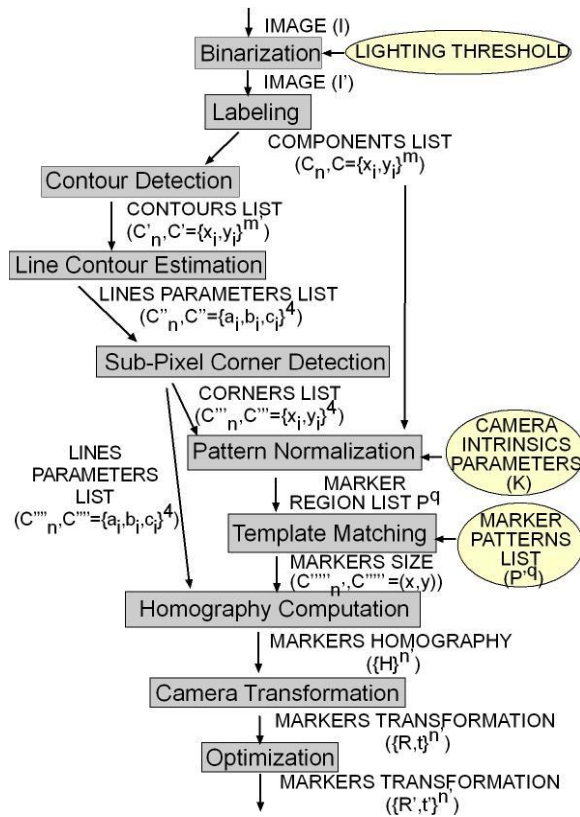 IMAGE (I)
Binarization
LIGHTING THRESHOLD
IMAGE (I')
Labeling
COMPONENTS LIST
(Cn,C={xi,yi}m)
Contour Detection
CONTOURS LIST
(C'n,C'={xi,yi}m')
Line Contour Estimation
LINES PARAMETERS LIST
(C''n,C''={ai,bi,ci}4)
Sub-Pixel Corner Detection
CORNERS LIST
(C'''n,C'''={xi,yi}4)
LINES
PARAMETERS
LIST
(C''''n,C''''={ai,bi,ci}4)
Pattern Normalization
CAMERA
INTRINSICS
PARAMETERS
(K)
MARKER
REGION LIST Pq
Template Matching
MARKER
PATTERNS
LIST
(P'q)
MARKERS SIZE
(C'''''n',C'''''=(x,y))
Homography Computation
MARKERS HOMOGRAPHY
({H}n')
Camera Transformation
MARKERS TRANSFORMATION
({R,t}n')
Optimization
MARKERS TRANSFORMATION
({R',t'}n')